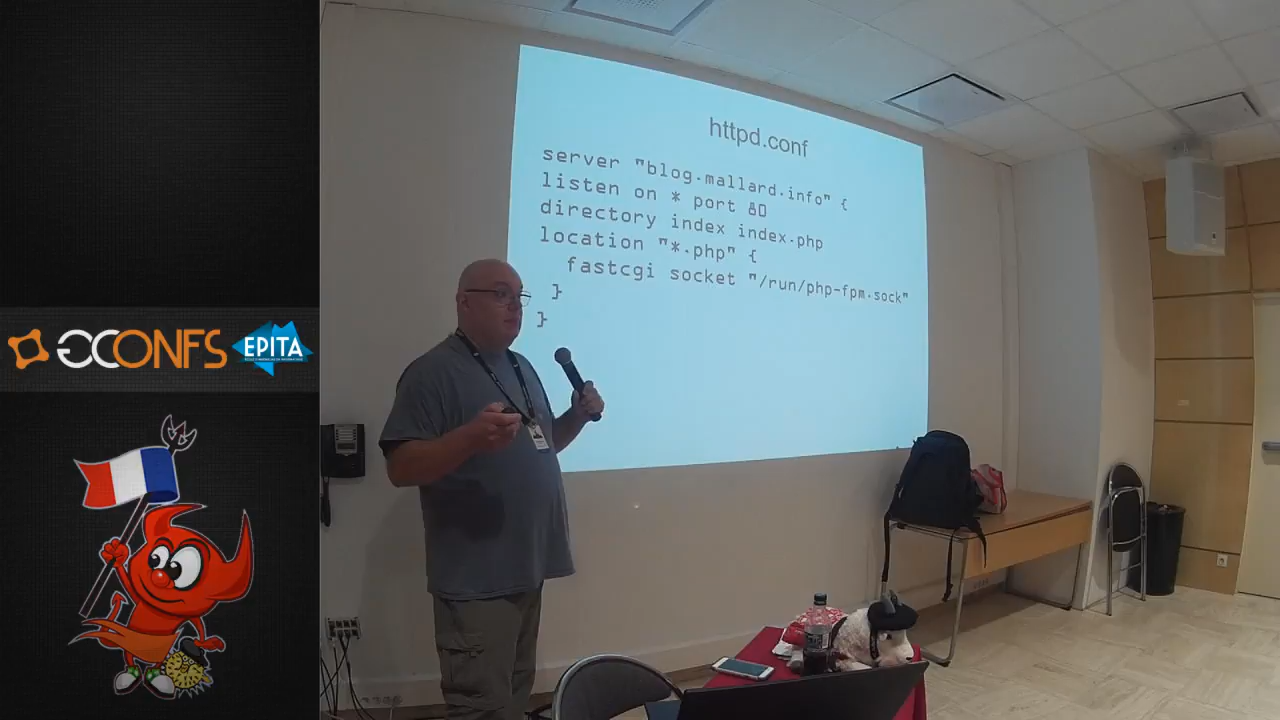 httpd.conf
server "blog.mallard.info" {
listen on * port 80
directory index index.php
location "*.php" {
fastcgi socket "/run/php-fpm.sock"
}
}
GCONFS
EPITA